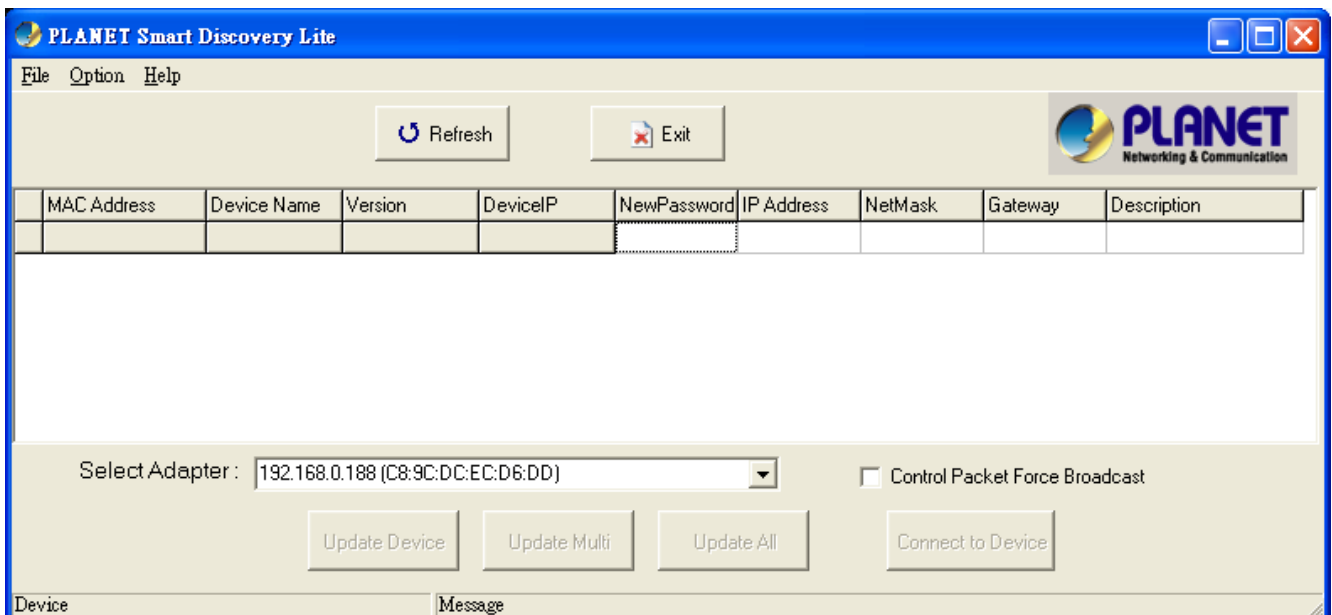 PLANET Smart Discovery Lite
File Option Help
Refresh Exit
PLANET
Networking & Communication
MAC Address Device Name Version DeviceIP NewPassword IP Address NetMask Gateway Description
Select Adapter : 192.168.0.188 (C8:9C:DC:EC:D6:DD) Control Packet Force Broadcast
Update Device Update Multi Update All Connect to Device
Device Message